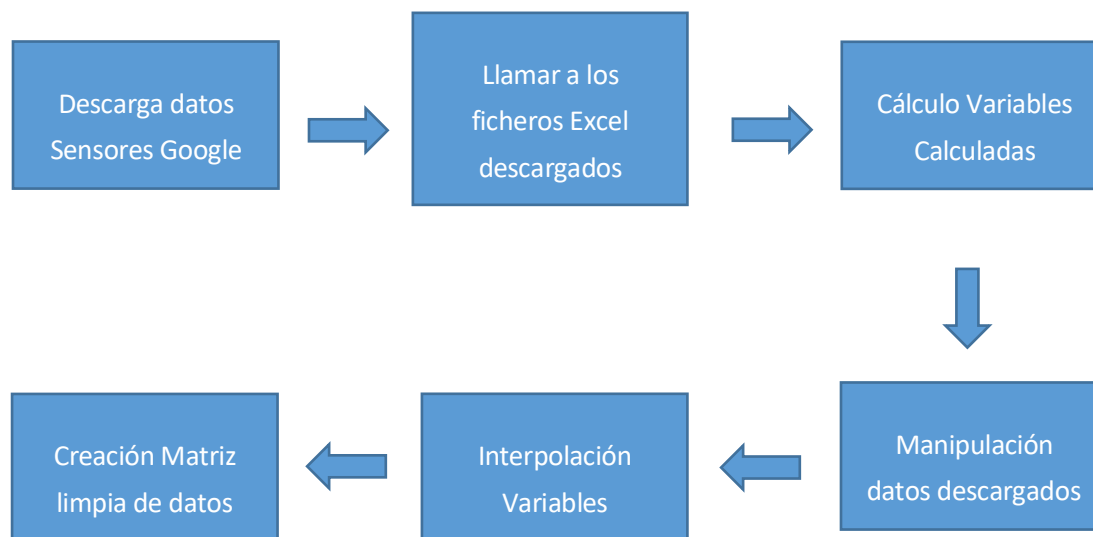 Descarga datos
Sensores Google
Llamar a los
ficheros Excel
descargados
Cálculo Variables
Calculadas
Manipulación
datos descargados
Interpolación
Variables
Creación Matriz
limpia de datos